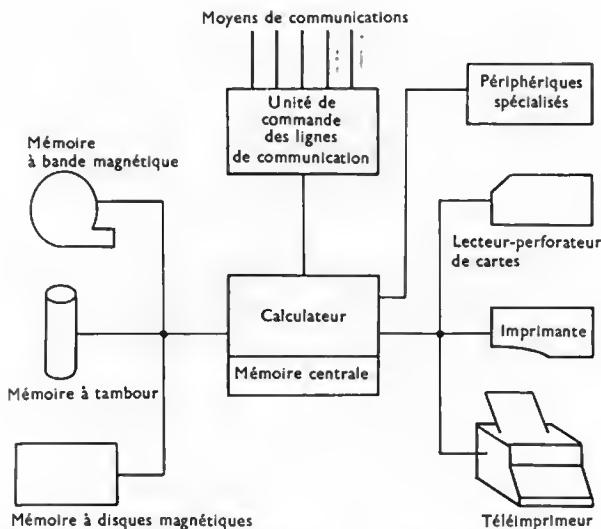 Moyens de communications
Unité de
commande
des lignes
de communication
Périphériques
spécialisés
Mémoire
à bande magnétique
Lecteur-perforateur
de cartes
Calculateur
Imprimante
Mémoire centrale
Mémoire à tambour
Mémoire à disques magnétiques
Téléimprimeur